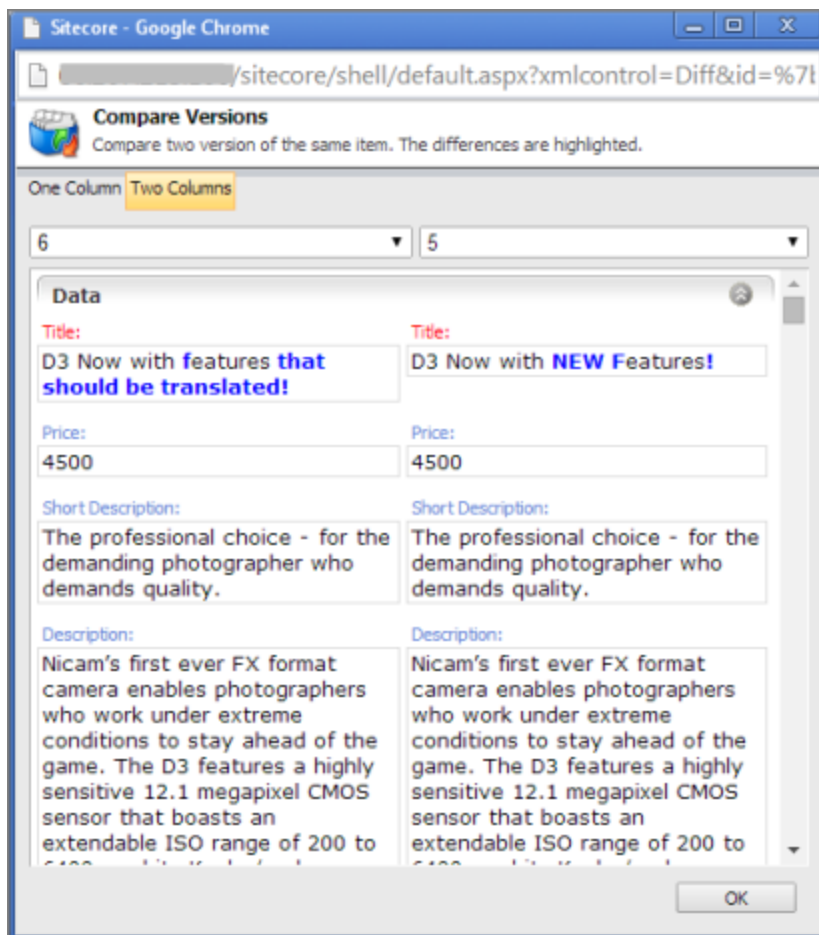 Sitecore - Google Chrome
/sitecore/shell/default.aspx?xmlcontrol=Diff&id=%7
Compare Versions
Compare two version of the same item. The differences are highlighted.
One Column Two Columns
6 5
Data
Title: Title:
D3 Now with features that D3 Now with NEW Features!
should be translated!
Price: Price:
4500 4500
Short Description: Short Description:
The professional choice - for the The professional choice - for the
demanding photographer who demanding photographer who
demands quality. demands quality.
Description: Description:
Nicam's first ever FX format Nicam's first ever FX format
camera enables photographers camera enables photographers
who work under extreme who work under extreme
conditions to stay ahead of the conditions to stay ahead of the
game. The D3 features a highly game. The D3 features a highly
sensitive 12.1 megapixel CMOS sensitive 12.1 megapixel CMOS
sensor that boasts an sensor that boasts an
extendable ISO range of 200 to extendable ISO range of 200 to
OK